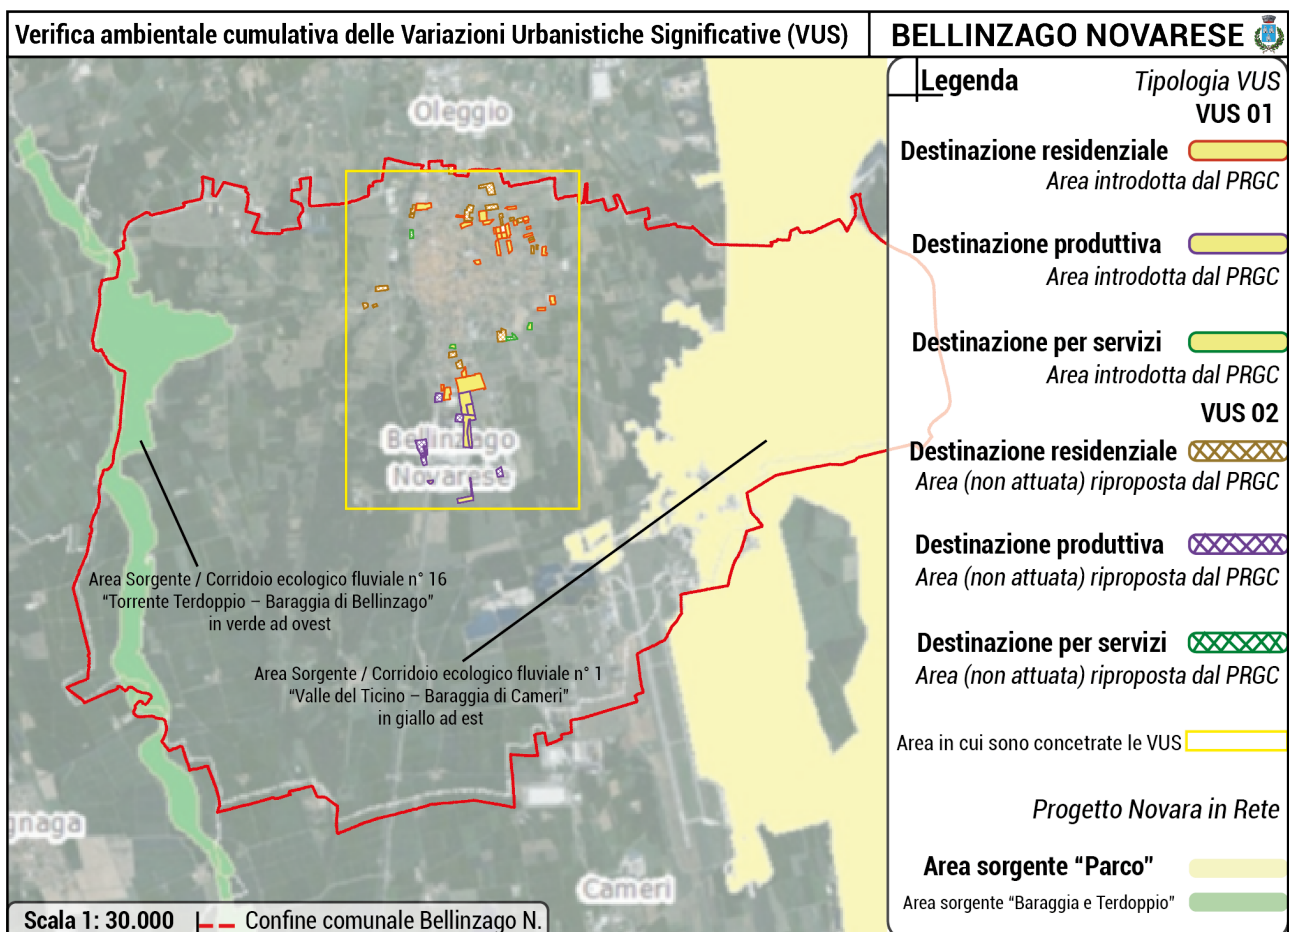 Verifica ambientale cumulativa delle Variazioni Urbanistiche Significative (VUS)
BELLINZAGO NOVARESE
Legenda
Tipologia VUS
VUS 01
Destinazione residenziale
Area introdotta dal PRGC
Destinazione produttiva
Area introdotta dal PRGC
Destinazione per servizi
Area introdotta dal PRGC
VUS 02
Destinazione residenziale
Area (non attuata) riproposta dal PRGC
Destinazione produttiva
Area (non attuata) riproposta dal PRGC
Destinazione per servizi
Area (non attuata) riproposta dal PRGC
Area in cui sono concetrate le VUS
Progetto Novara in Rete
Area sorgente “Parco”
Area sorgente “Baraggia e Terdoppio”
Oleggio
Bellinzago
Novarese
Area Sorgente / Corridoio ecologico fluviale n° 16
“Torrente Terdoppio – Baraggia di Bellinzago”
in verde ad ovest
Area Sorgente / Corridoio ecologico fluviale n° 1
“Valle del Ticino – Baraggia di Cameri”
in giallo ad est
gnaga
Cameri
Scala 1: 30.000
Confine comunale Bellinzago N.